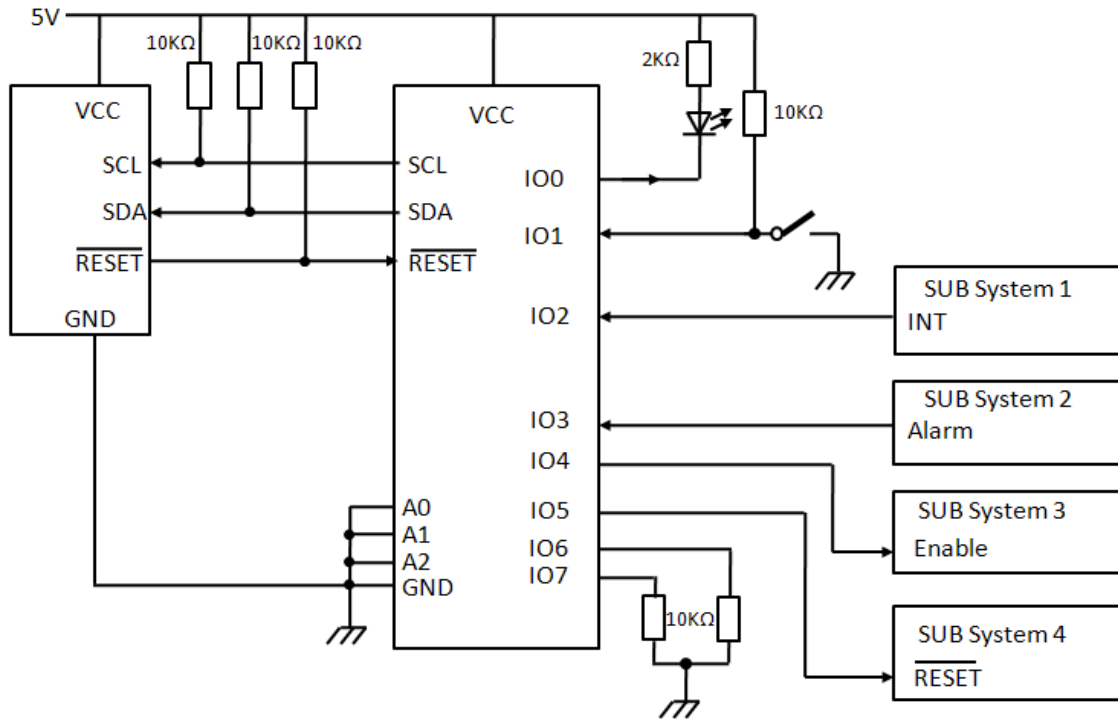 5V
10KΩ 10KΩ 10KΩ
2KΩ
10KΩ
VCC
SCL
SDA
RESET
GND
VCC
SCL
SDA
RESET
A0
A1
A2
GND
IO0
IO1
IO2
IO3
IO4
IO5
IO6
IO7
10KΩ
SUB System 1
INT
SUB System 2
Alarm
SUB System 3
Enable
SUB System 4
RESET